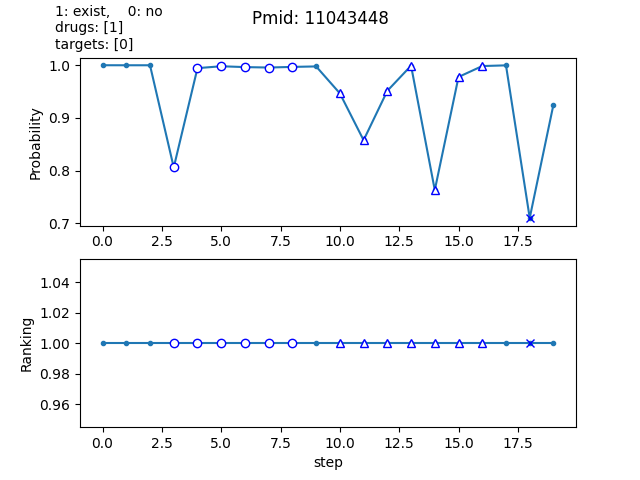 1: exist,    0: no
drugs: [1]
targets: [0]
Pmid: 11043448
Probability
1.0
0.9
0.8
0.7
0.0 2.5 5.0 7.5 10.0 12.5 15.0 17.5
Ranking
1.04
1.02
1.00
0.98
0.96
0.0 2.5 5.0 7.5 10.0 12.5 15.0 17.5
step